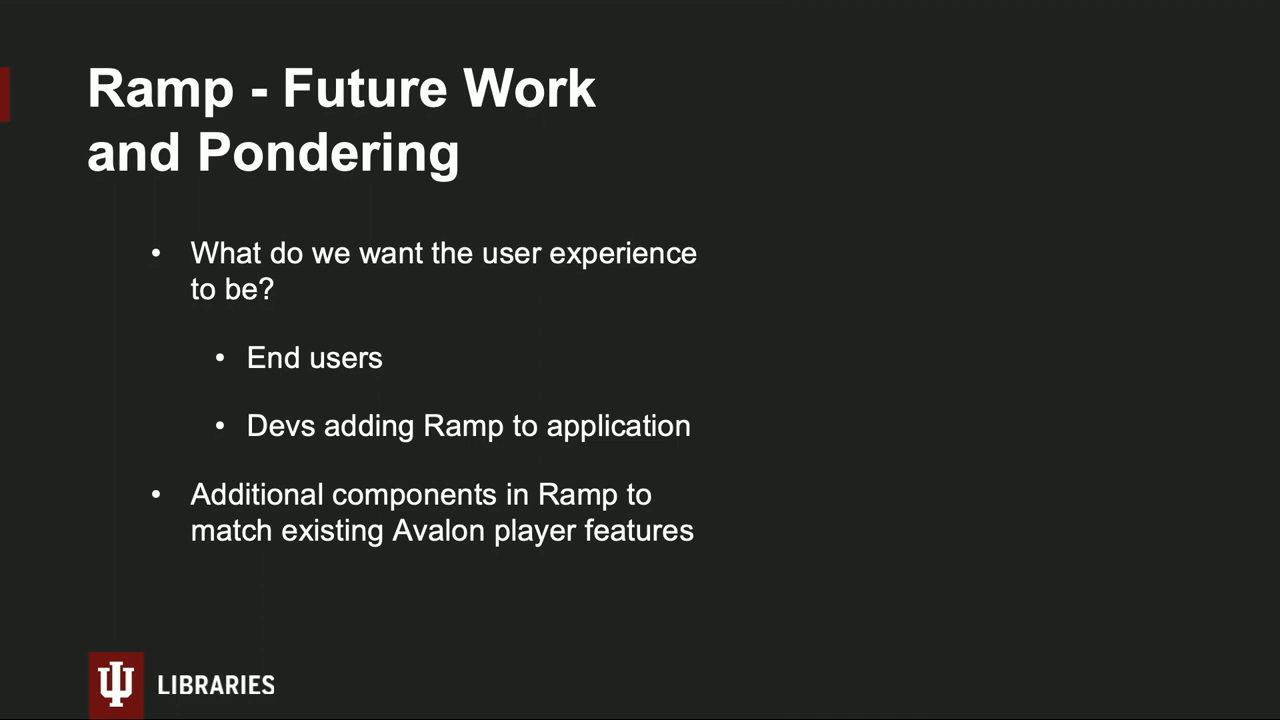 Ramp - Future Work
and Pondering
• What do we want the user experience
to be?
• End users
• Devs adding Ramp to application
• Additional components in Ramp to
match existing Avalon player features
LIBRARIES